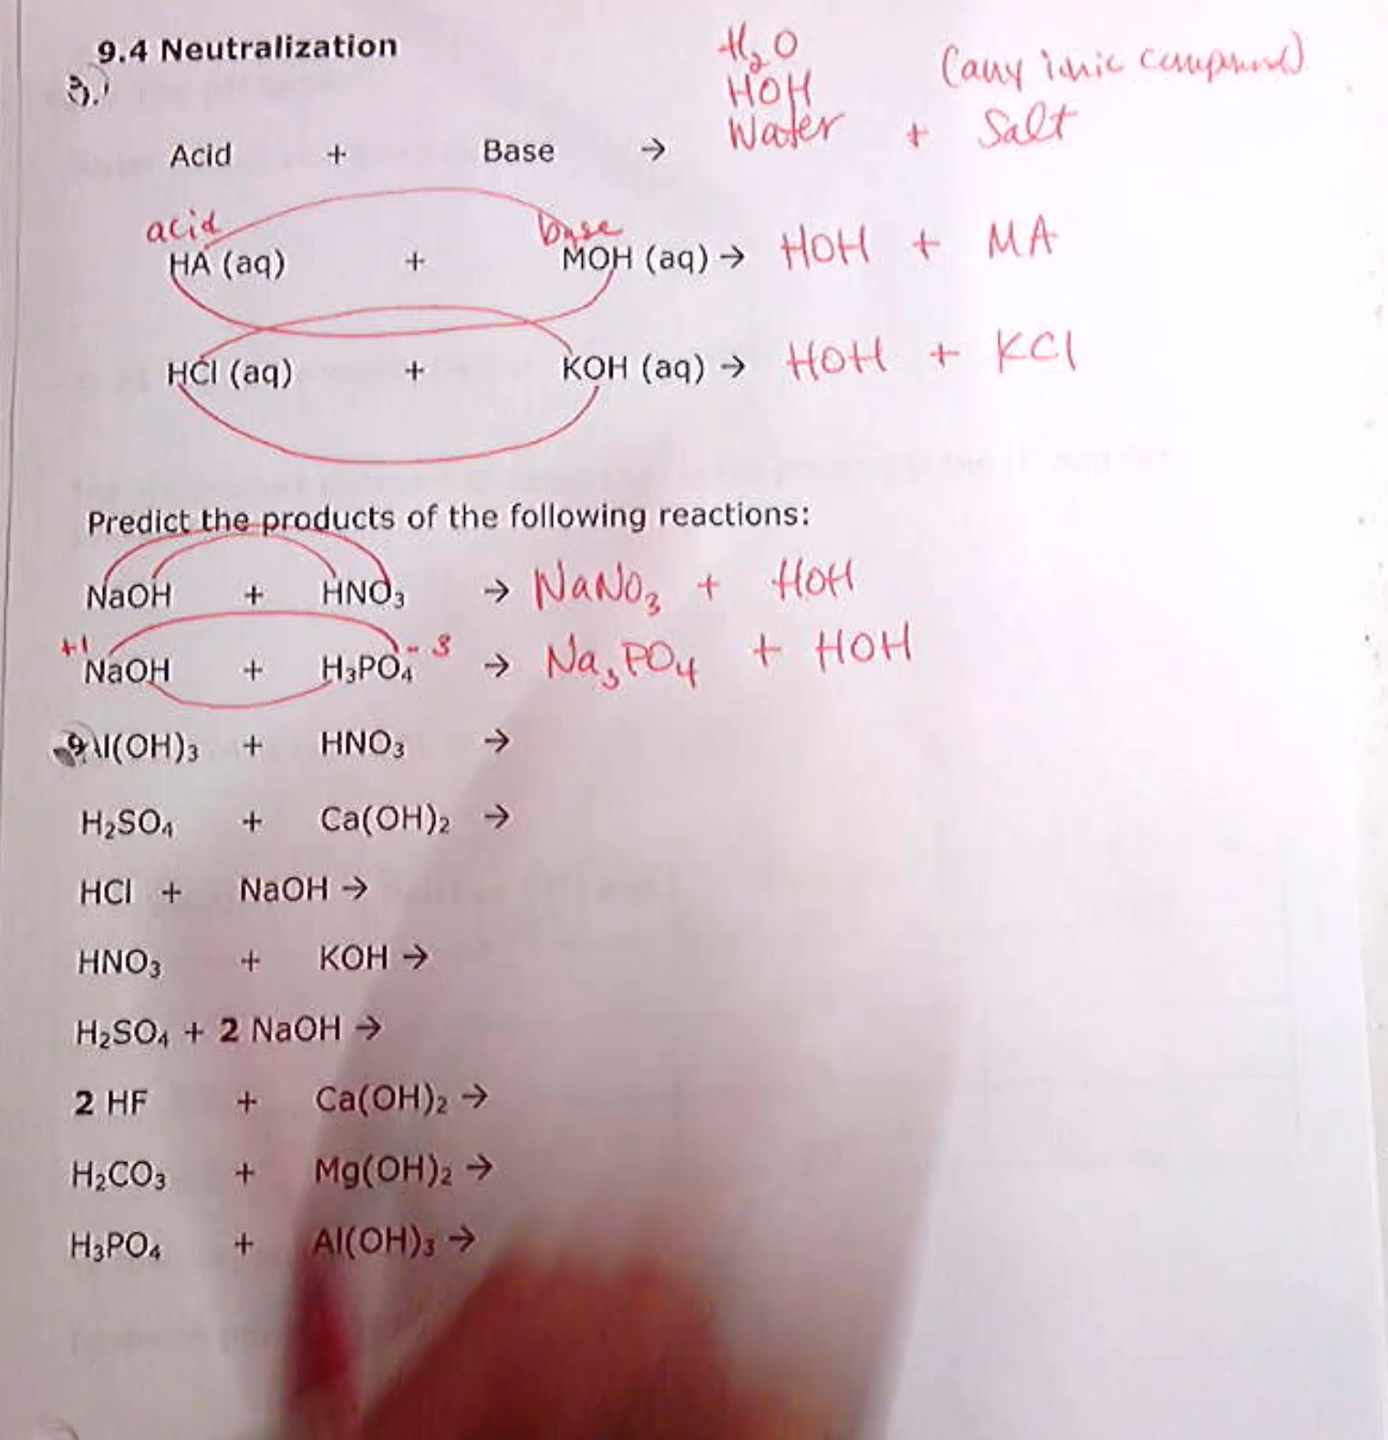 9.4 Neutralization
3.
H₂O
HOH
(any ionic compound)
Acid + Base → Water + Salt
acid base
HA (aq) + MOH (aq) → HOH + MA
HCl (aq) + KOH (aq) → HOH + KCl
Predict the products of the following reactions:
NaOH + HNO₃ → NaNO₃ + HOH
+1 - 3
NaOH + H₃PO₄ → Na₃PO₄ + HOH
Al(OH)₃ + HNO₃ →
H₂SO₄ + Ca(OH)₂ →
HCl + NaOH →
HNO₃ + KOH →
H₂SO₄ + 2 NaOH →
2 HF + Ca(OH)₂ →
H₂CO₃ + Mg(OH)₂ →
H₃PO₄ + Al(OH)₃ →